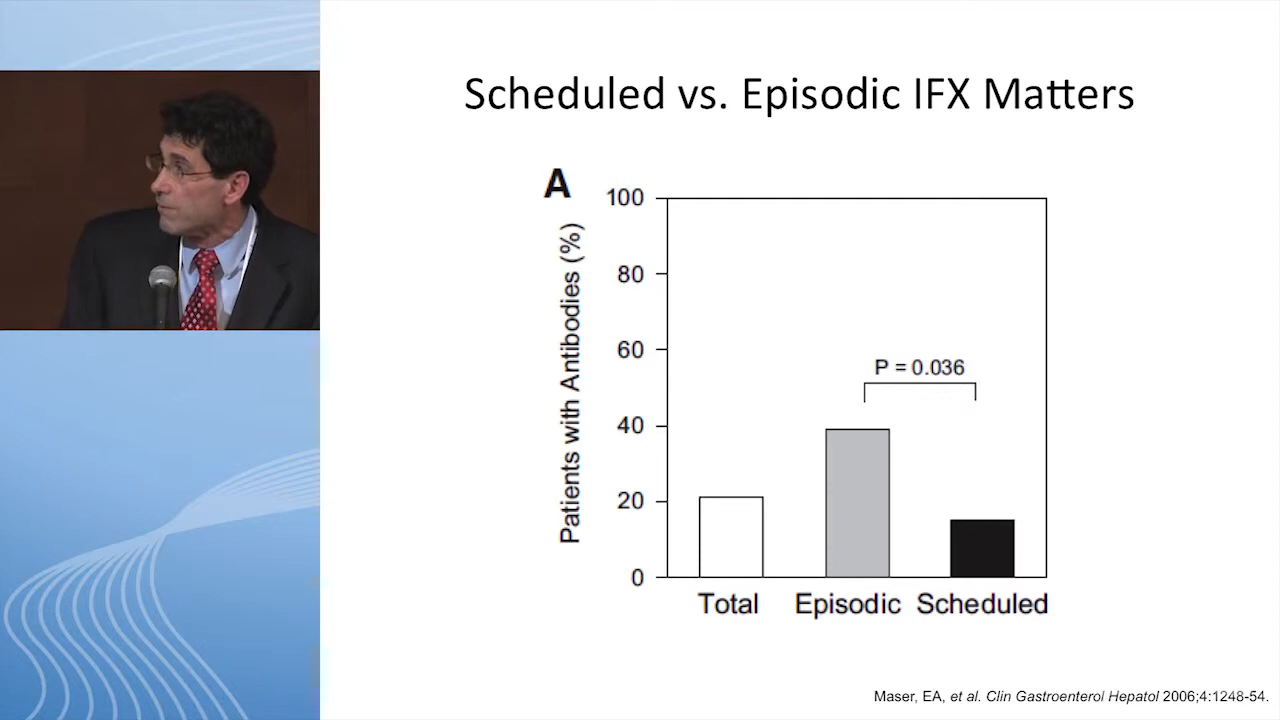 Scheduled vs. Episodic IFX Matters
A
Patients with Antibodies (%)
100
80
60
40
20
0
P = 0.036
Total Episodic Scheduled
Maser, EA, et al. Clin Gastroenterol Hepatol 2006;4:1248-54.